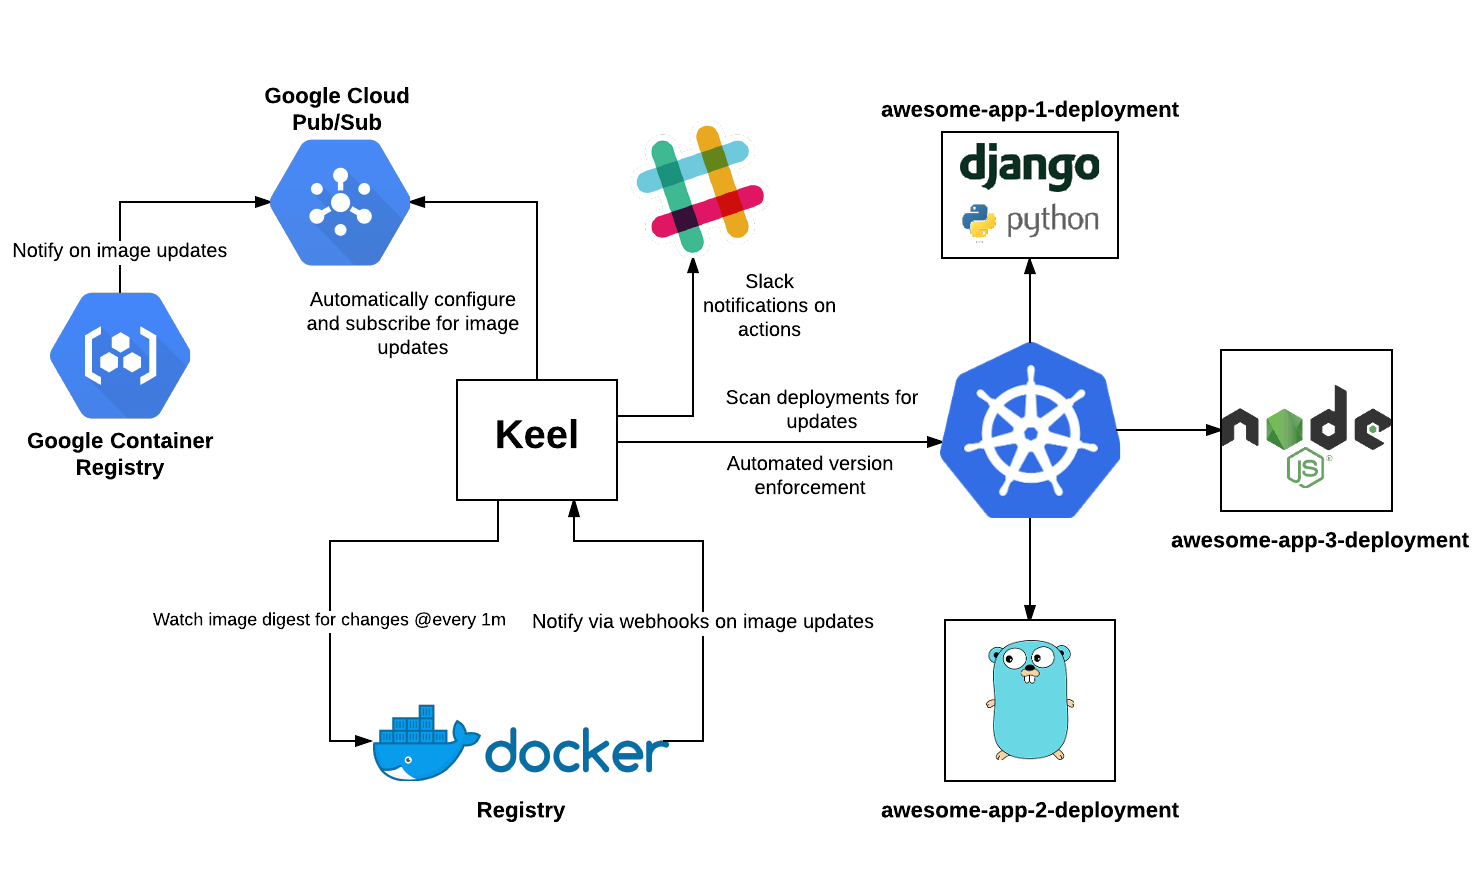 Google Cloud
Pub/Sub
Notify on image updates
Google Container
Registry
Automatically configure
and subscribe for image
updates
Slack
notifications on
actions
Keel
Scan deployments for
updates
Automated version
enforcement
Watch image digest for changes @every 1m
Notify via webhooks on image updates
docker
Registry
awesome-app-1-deployment
django
python
node
JS®
awesome-app-3-deployment
awesome-app-2-deployment